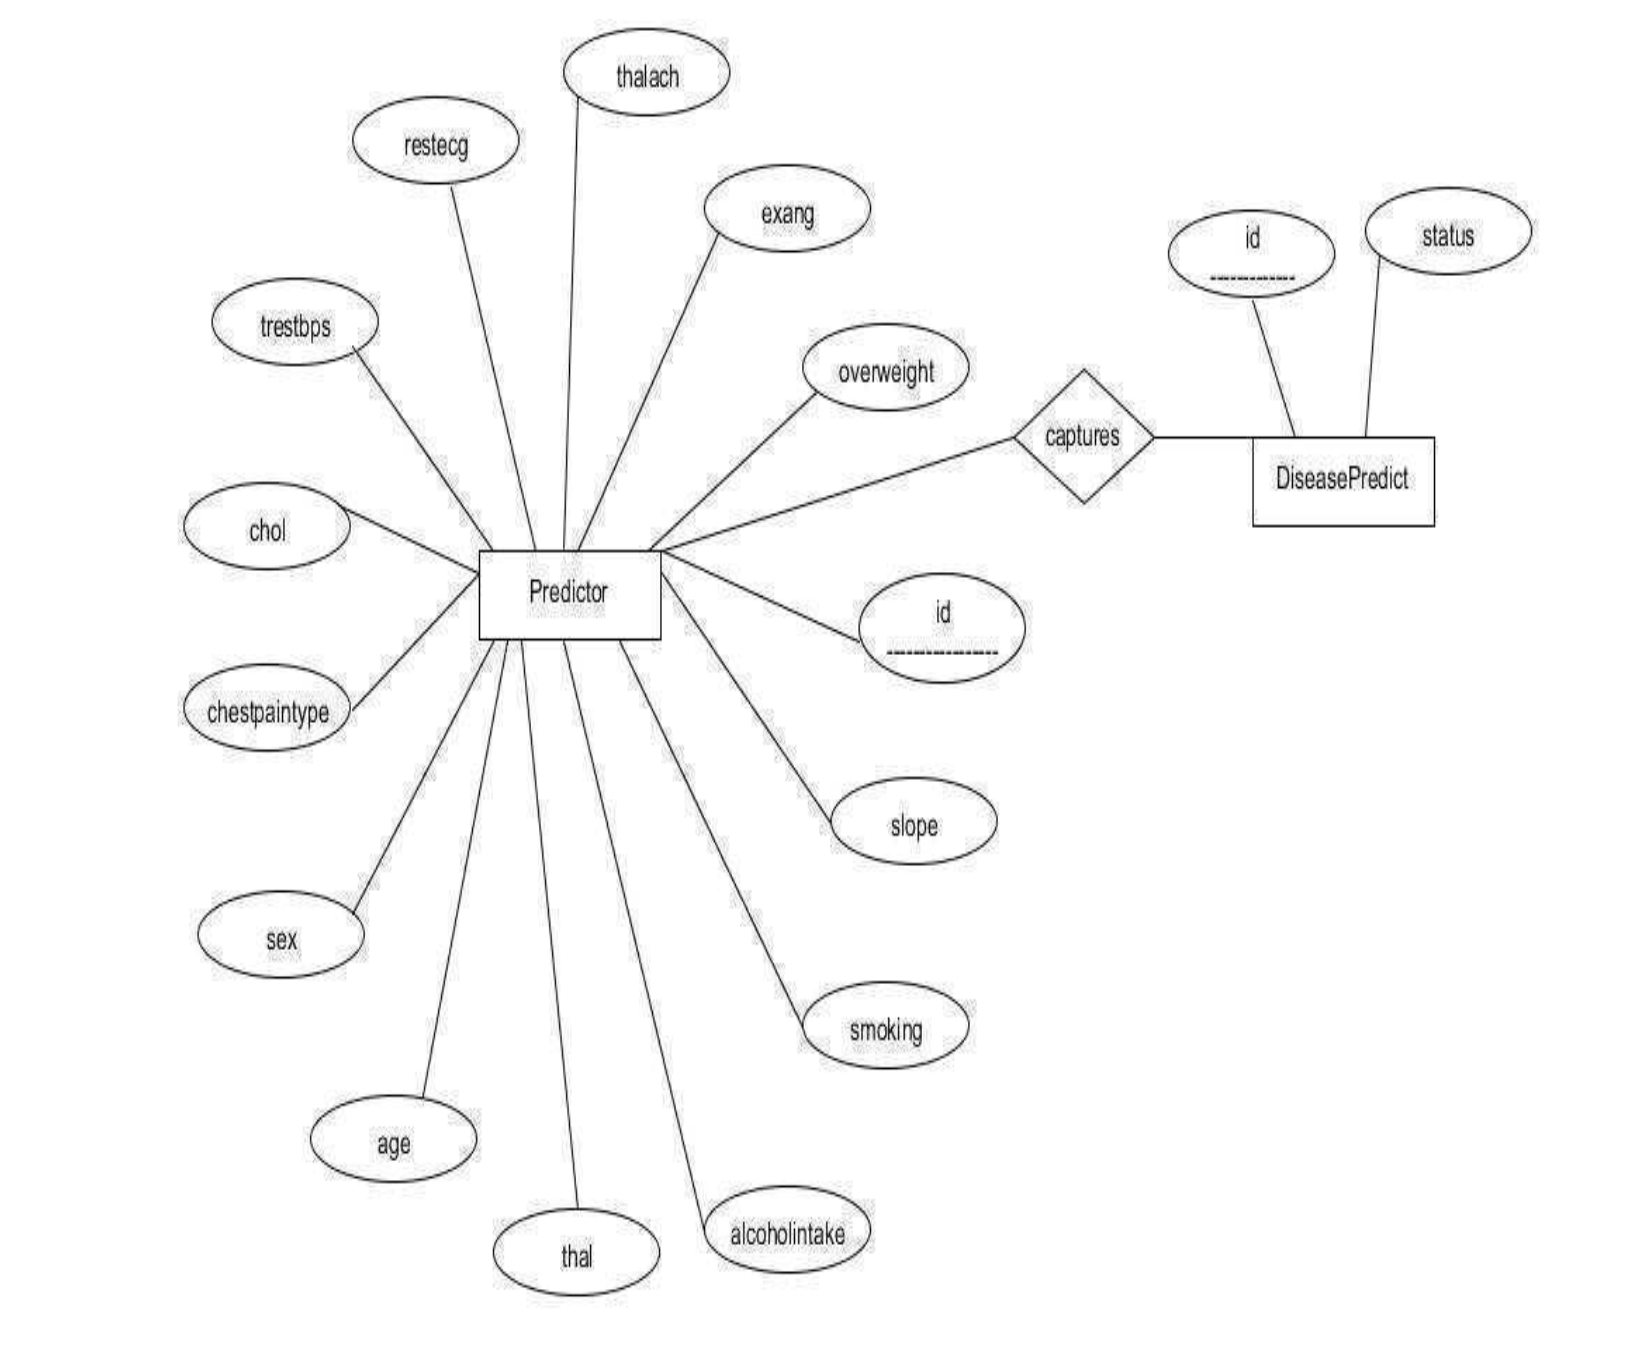 thalach
restecg
exang
id
-------------
status
trestbps
overweight
captures
DiseasePredict
chol
Predictor
id
-----------------
chestpaintype
slope
sex
smoking
age
alcoholintake
thal